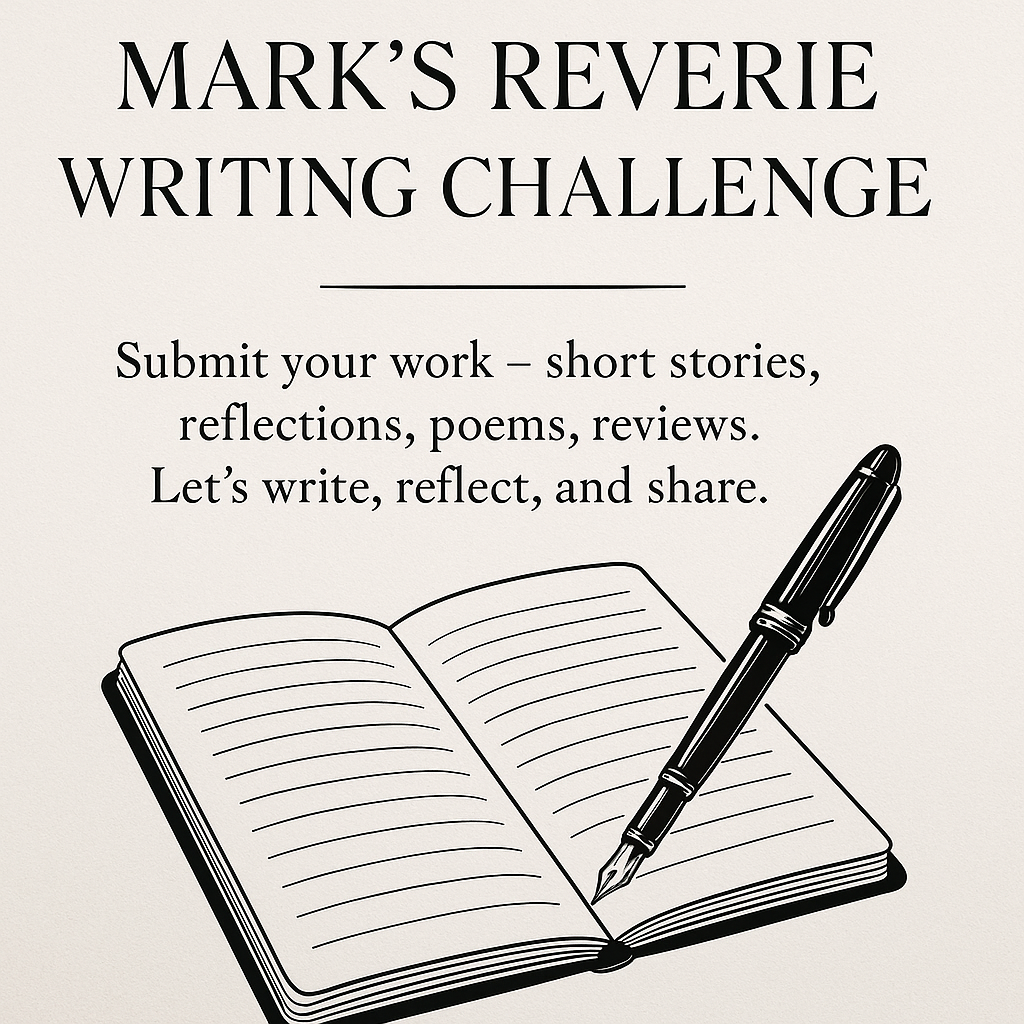 MARK’S REVERIE
WRITING CHALLENGE
Submit your work – short stories,
reflections, poems, reviews.
Let’s write, reflect, and share.